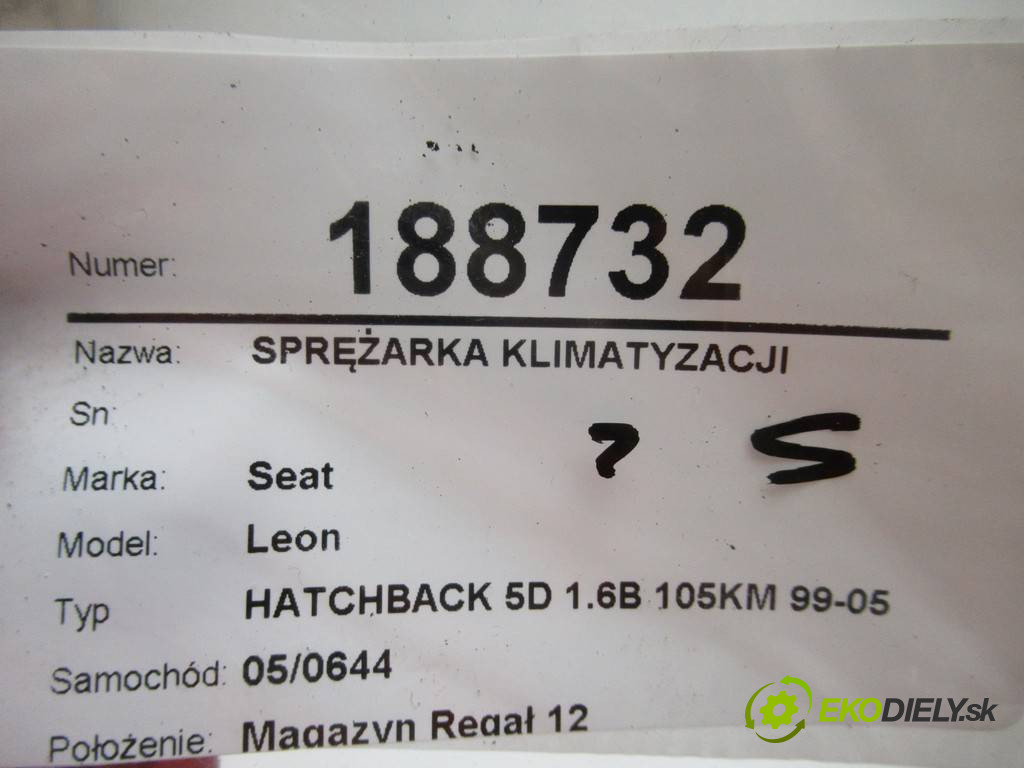 Numer: 188732
Nazwa: SPRĘŻARKA KLIMATYZACJI
Sn:
? S
Marka: Seat
Model: Leon
Typ HATCHBACK 5D 1.6B 105KM 99-05
Samochód: 05/0644
Położenie: Magazyn Regał 12
EKODIELY.sk